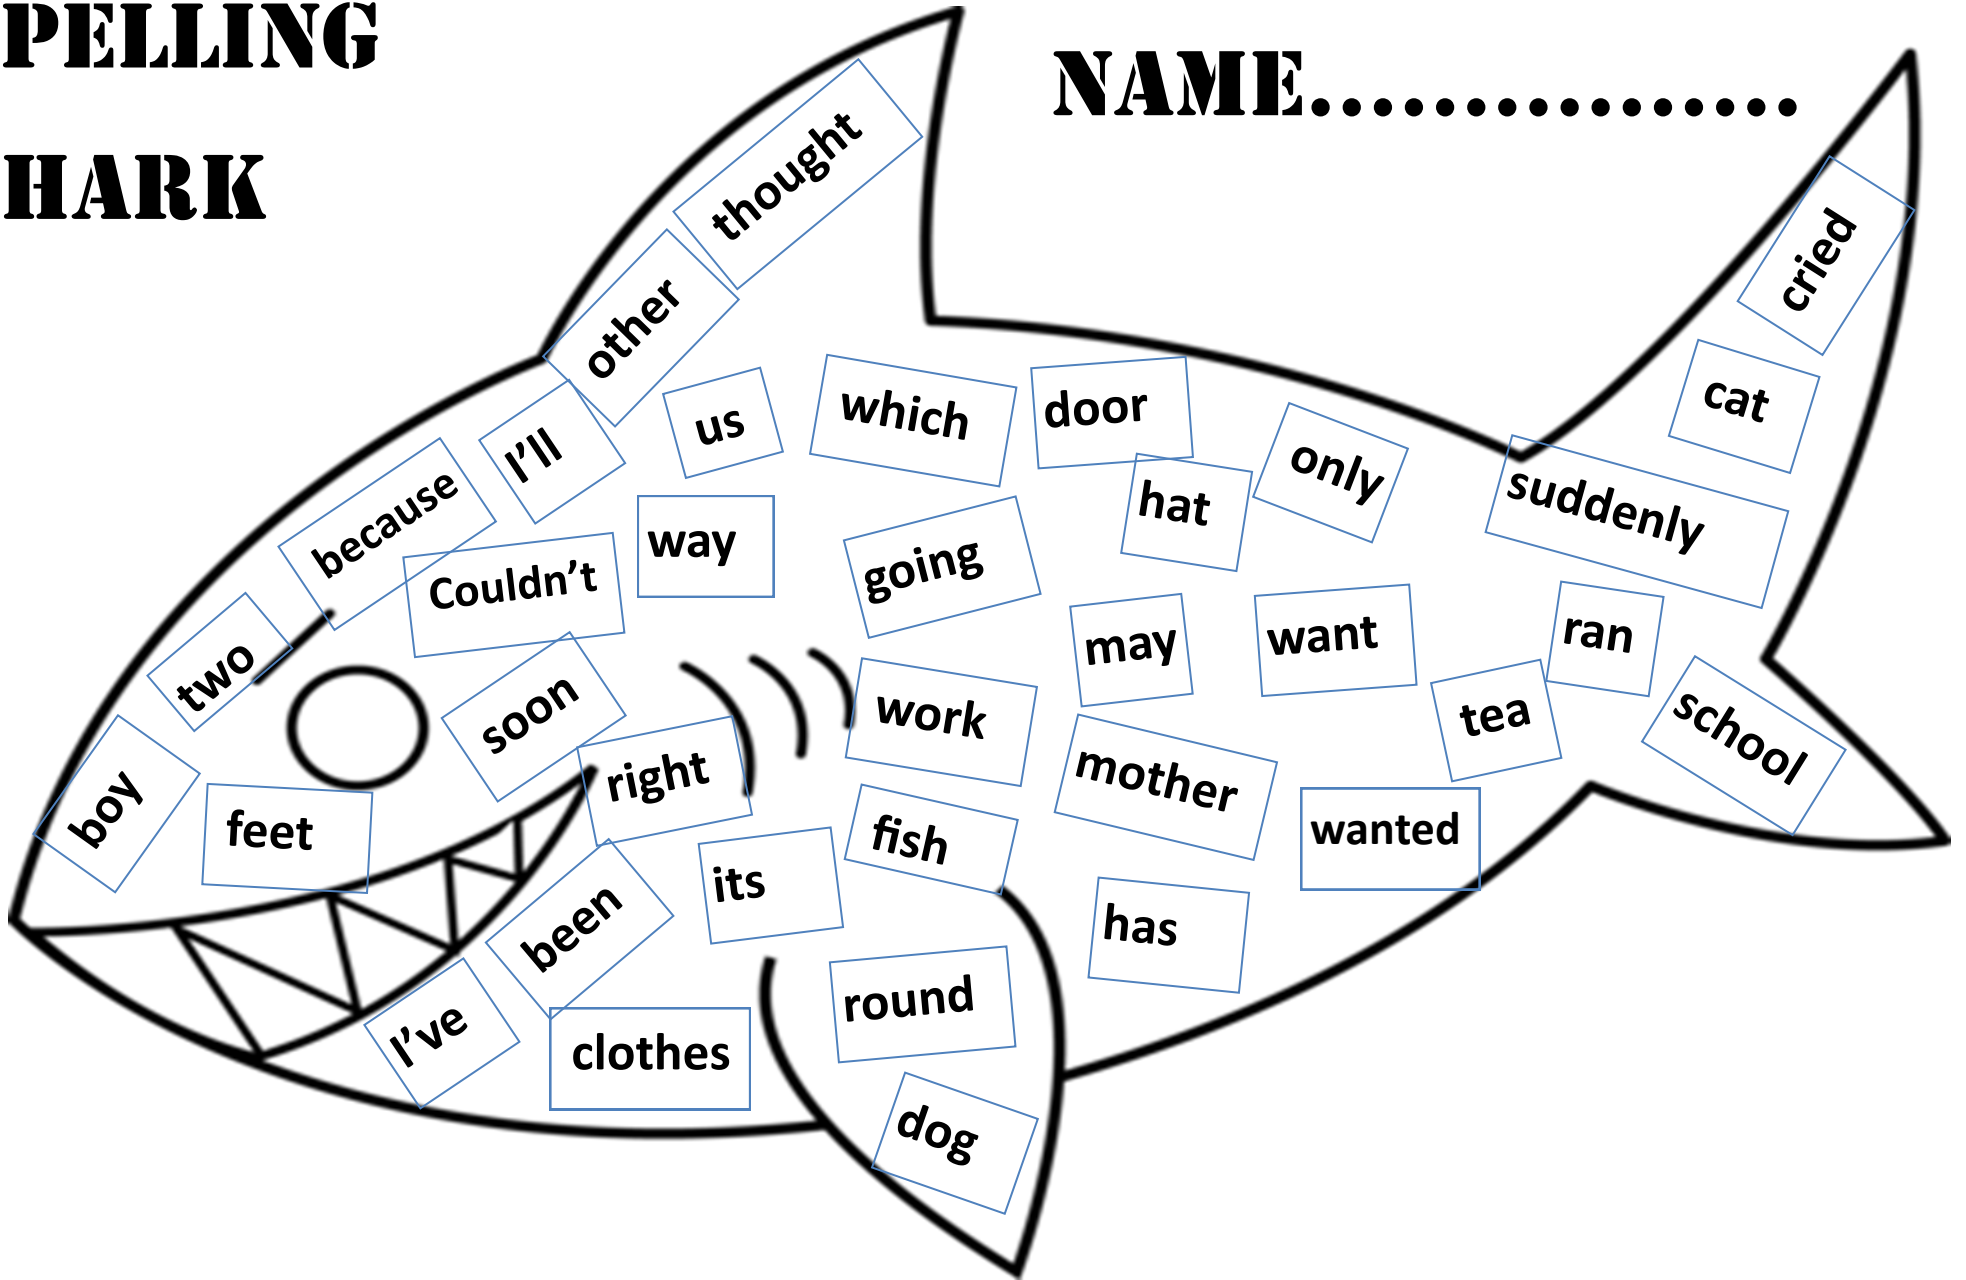 PELLING
HARK
NAME.................
thought
other
cried
cat
us
which
door
only
I'll
because
hat
suddenly
way
Couldn't
going
may
want
ran
two
soon
work
tea
school
right
mother
boy
feet
fish
wanted
its
been
has
round
I've
clothes
dog